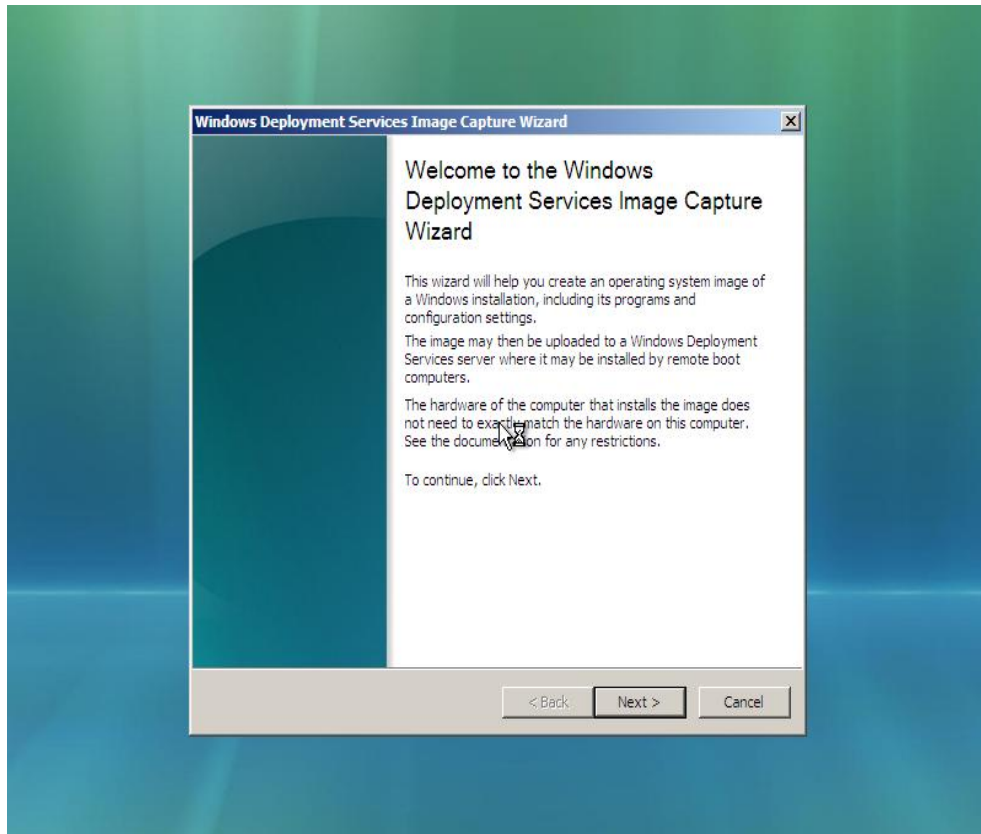 Windows Deployment Services Image Capture Wizard
Welcome to the Windows
Deployment Services Image Capture
Wizard
This wizard will help you create an operating system image of
a Windows installation, including its programs and
configuration settings.
The image may then be uploaded to a Windows Deployment
Services server where it may be installed by remote boot
computers.
The hardware of the computer that installs the image does
not need to exactly match the hardware on this computer.
See the documentation for any restrictions.
To continue, click Next.
< Back
Next >
Cancel